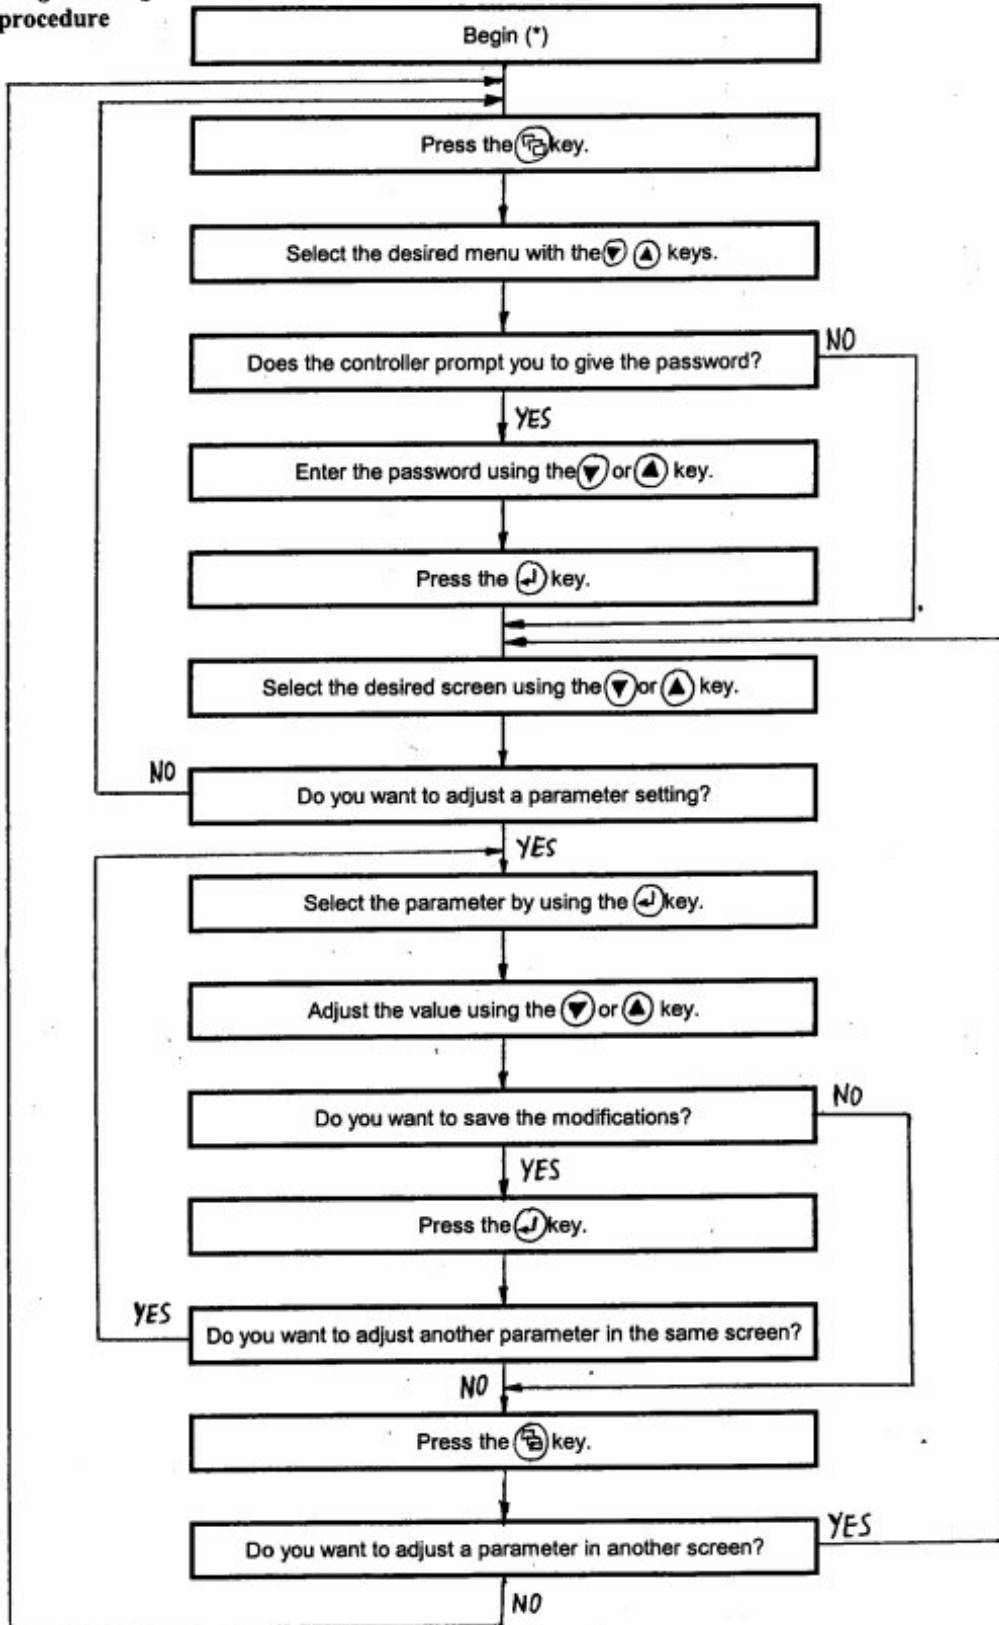 procedure
Begin (*)
Press the key.
Select the desired menu with the keys.
Does the controller prompt you to give the password?
NO
YES
Enter the password using the or key.
Press the key.
Select the desired screen using the or key.
NO
Do you want to adjust a parameter setting?
YES
Select the parameter by using the key.
Adjust the value using the or key.
Do you want to save the modifications?
NO
YES
Press the key.
YES
Do you want to adjust another parameter in the same screen?
NO
Press the key.
Do you want to adjust a parameter in another screen?
YES
NO